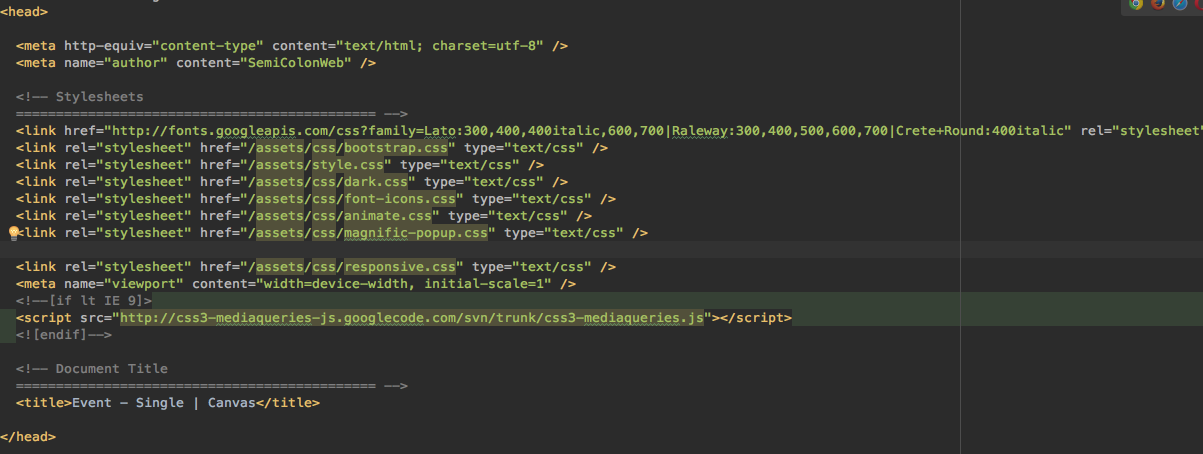 <head>
<meta http-equiv="content-type" content="text/html; charset=utf-8" />
<meta name="author" content="SemiColonWeb" />
<!-- Stylesheets
============================================= -->
<link href="http://fonts.googleapis.com/css?family=Lato:300,400,400italic,600,700|Raleway:300,400,500,600,700|Crete+Round:400italic" rel="stylesheet"
<link rel="stylesheet" href="/assets/css/bootstrap.css" type="text/css" />
<link rel="stylesheet" href="/assets/style.css" type="text/css" />
<link rel="stylesheet" href="/assets/css/dark.css" type="text/css" />
<link rel="stylesheet" href="/assets/css/font-icons.css" type="text/css" />
<link rel="stylesheet" href="/assets/css/animate.css" type="text/css" />
<link rel="stylesheet" href="/assets/css/magnific-popup.css" type="text/css" />
<link rel="stylesheet" href="/assets/css/responsive.css" type="text/css" />
<meta name="viewport" content="width=device-width, initial-scale=1" />
<!--[if lt IE 9]>
<script src="http://css3-mediaqueries-js.googlecode.com/svn/trunk/css3-mediaqueries.js"></script>
<![endif]-->
<!-- Document Title
============================================= -->
<title>Event - Single | Canvas</title>
</head>